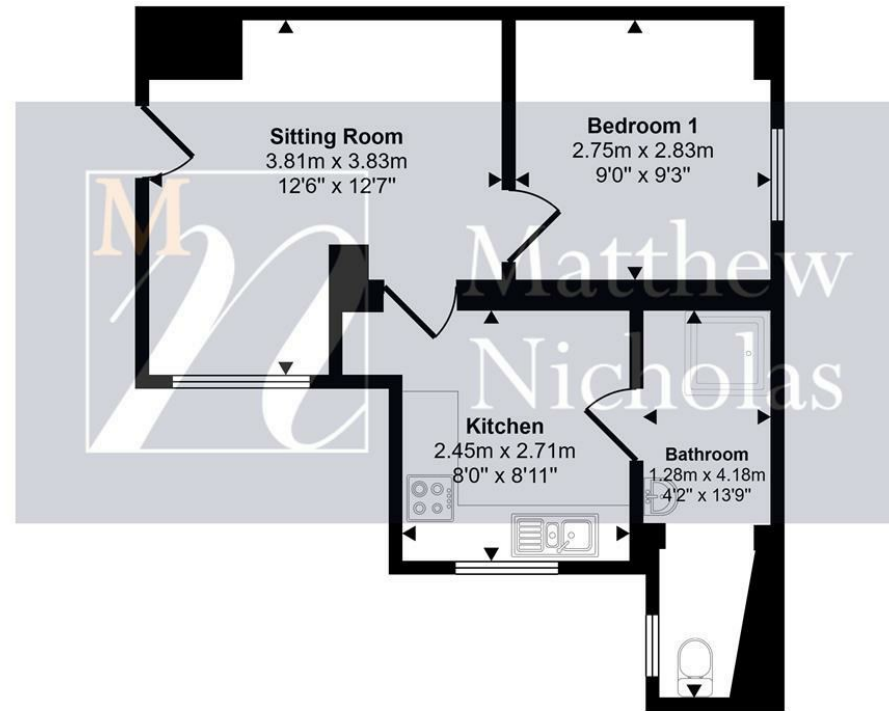 Sitting Room
3.81m x 3.83m
12'6" x 12'7"
Bedroom 1
2.75m x 2.83m
9'0" x 9'3"
M
n
Matthew
Nicholas
Kitchen
2.45m x 2.71m
8'0" x 8'11"
Bathroom
1.28m x 4.18m
4'2" x 13'9"